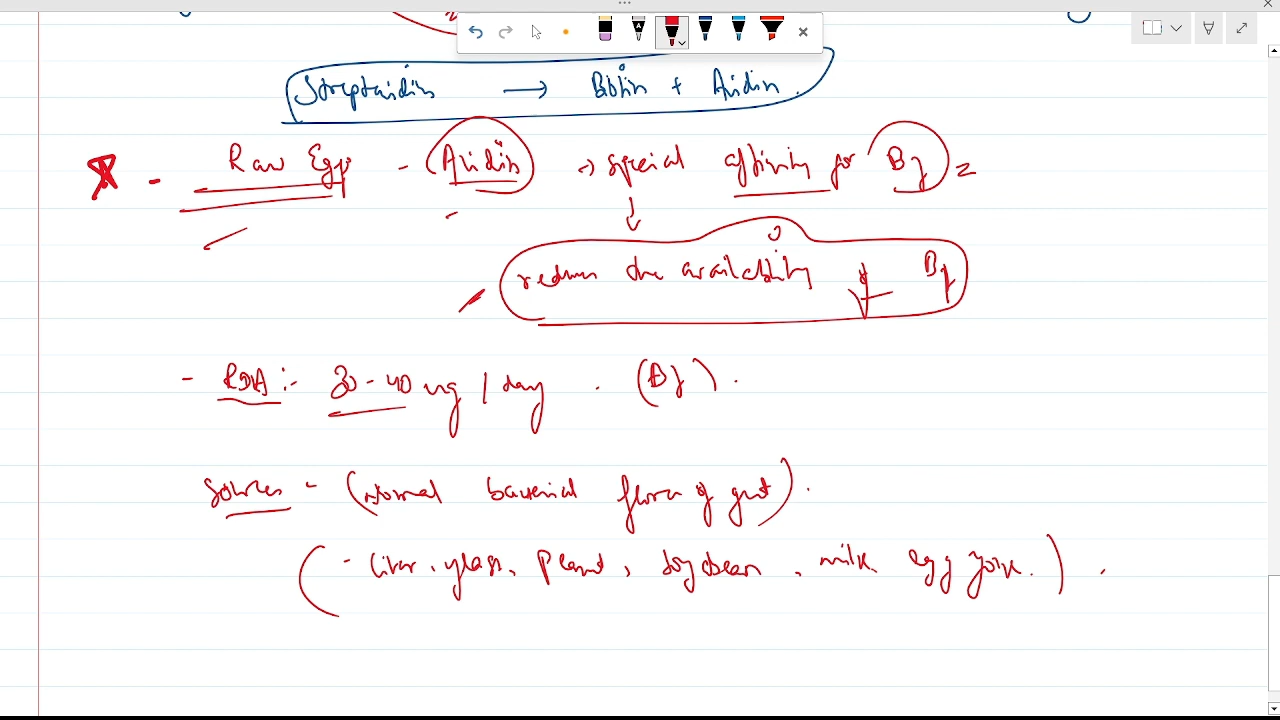 Streptavidin → Biotin + Avidin.
- Raw Egg - (Avidin) → special affinity for B7
↓
reduces the availability ↓ B7
- RDA :- 30-40 ug / day . (B7).
Sources - (Normal bacterial flora of gut).
(- Liver, yeast, Peanut, soybean, milk, egg yolk.) .